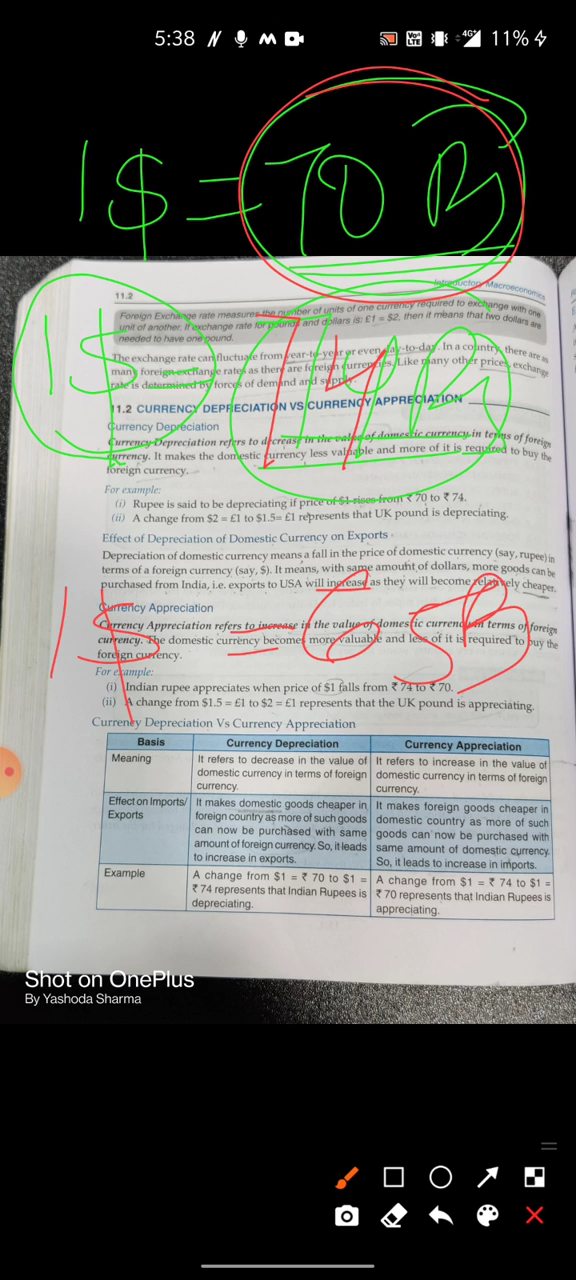 5:38
Vo» LTE
4G+
11%
1$ = 70 Rs
11.2
Introductory Macroeconomics
Foreign Exchange rate measures the number of units of one currency required to exchange with one
unit of another. If exchange rate for pounds and dollars is: £1 = $2, then it means that two dollars are
needed to have one pound.
1$
74 Rs
The exchange rate can fluctuate from year-to-year or even day-to-day. In a country, there are as
many foreign exchange rates as there are foreign currencies. Like many other prices, exchange
rate is determined by forces of demand and supply.
11.2 CURRENCY DEPRECIATION VS CURRENCY APPRECIATION
Currency Depreciation
Currency Depreciation refers to decrease in the value of domestic currency in terms of foreign
currency. It makes the domestic currency less valuable and more of it is required to buy the
foreign currency.
For example:
(i) Rupee is said to be depreciating if price of $1 rises from ₹ 70 to ₹ 74.
(ii) A change from $2 = £1 to $1.5= £1 represents that UK pound is depreciating.
Effect of Depreciation of Domestic Currency on Exports
Depreciation of domestic currency means a fall in the price of domestic currency (say, rupee) in
terms of a foreign currency (say, $). It means, with same amount of dollars, more goods can be
purchased from India, i.e. exports to USA will increase as they will become relatively cheaper.
1$ = 65 Rs
Currency Appreciation
Currency Appreciation refers to increase in the value of domestic currency in terms of foreign
currency. The domestic currency becomes more valuable and less of it is required to buy the
foreign currency.
For example:
(i) Indian rupee appreciates when price of $1 falls from ₹ 74 to ₹ 70.
(ii) A change from $1.5 = £1 to $2 = £1 represents that the UK pound is appreciating.
Currency Depreciation Vs Currency Appreciation
Basis Currency Depreciation Currency Appreciation
Meaning It refers to decrease in the value of It refers to increase in the value of
domestic currency in terms of foreign domestic currency in terms of foreign
currency. currency.
Effect on Imports/ It makes domestic goods cheaper in It makes foreign goods cheaper in
Exports foreign country as more of such goods domestic country as more of such
can now be purchased with same goods can now be purchased with
amount of foreign currency. So, it leads same amount of domestic currency.
to increase in exports. So, it leads to increase in imports.
Example A change from $1 = ₹ 70 to $1 = A change from $1 = ₹ 74 to $1 =
₹ 74 represents that Indian Rupees is ₹ 70 represents that Indian Rupees is
depreciating. appreciating.
Shot on OnePlus
By Yashoda Sharma